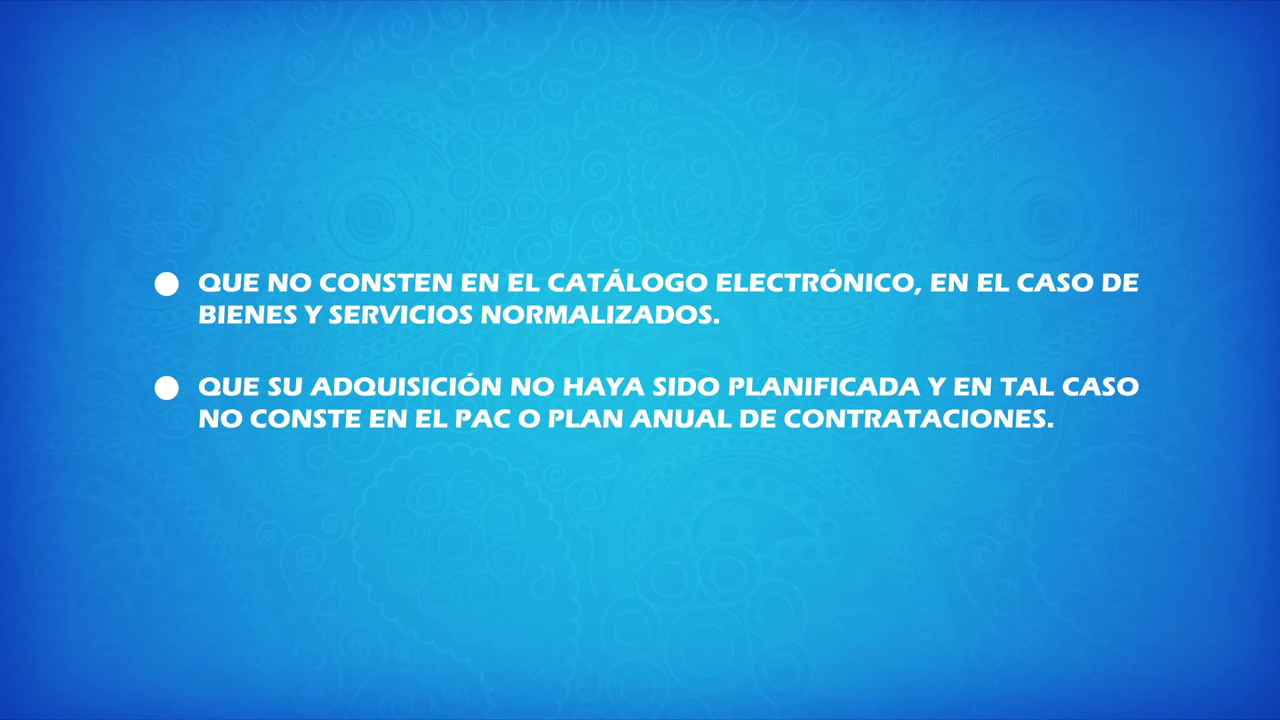 QUE NO CONSTEN EN EL CATÁLOGO ELECTRÓNICO, EN EL CASO DE
BIENES Y SERVICIOS NORMALIZADOS.
QUE SU ADQUISICIÓN NO HAYA SIDO PLANIFICADA Y EN TAL CASO
NO CONSTE EN EL PAC O PLAN ANUAL DE CONTRATACIONES.